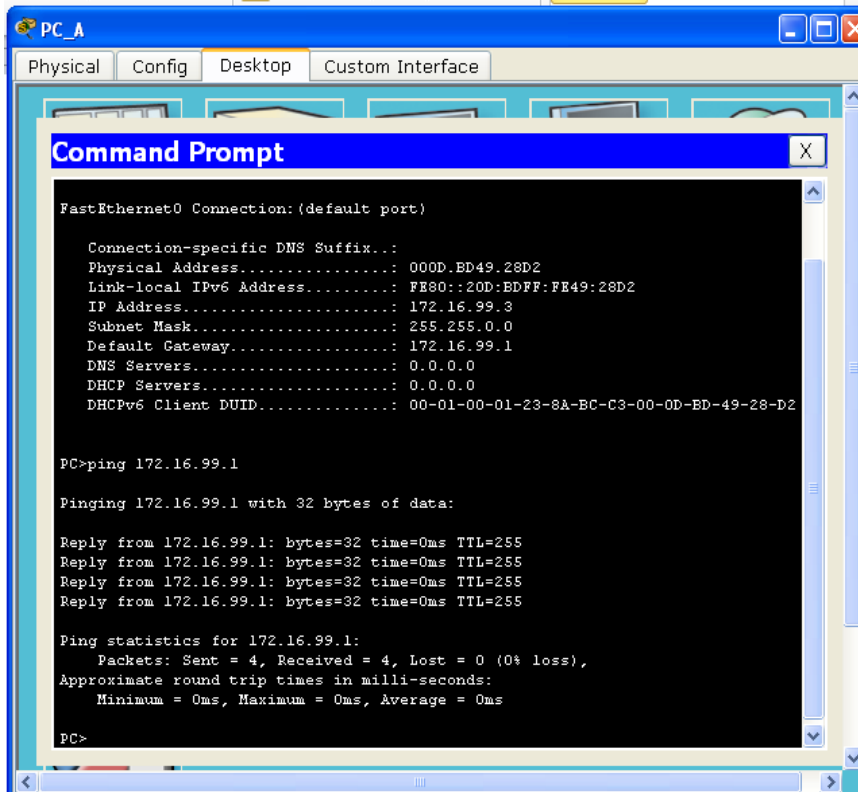 PC_A
Physical Config Desktop Custom Interface
Command Prompt
X
FastEthernet0 Connection:(default port)
Connection-specific DNS Suffix..:
Physical Address................: 000D.BD49.28D2
Link-local IPv6 Address.........: FE80::20D:BDFF:FE49:28D2
IP Address......................: 172.16.99.3
Subnet Mask.....................: 255.255.0.0
Default Gateway.................: 172.16.99.1
DNS Servers.....................: 0.0.0.0
DHCP Servers....................: 0.0.0.0
DHCPv6 Client DUID..............: 00-01-00-01-23-8A-BC-C3-00-0D-BD-49-28-D2
PC>ping 172.16.99.1
Pinging 172.16.99.1 with 32 bytes of data:
Reply from 172.16.99.1: bytes=32 time=0ms TTL=255
Reply from 172.16.99.1: bytes=32 time=0ms TTL=255
Reply from 172.16.99.1: bytes=32 time=0ms TTL=255
Reply from 172.16.99.1: bytes=32 time=0ms TTL=255
Ping statistics for 172.16.99.1:
Packets: Sent = 4, Received = 4, Lost = 0 (0% loss),
Approximate round trip times in milli-seconds:
Minimum = 0ms, Maximum = 0ms, Average = 0ms
PC>